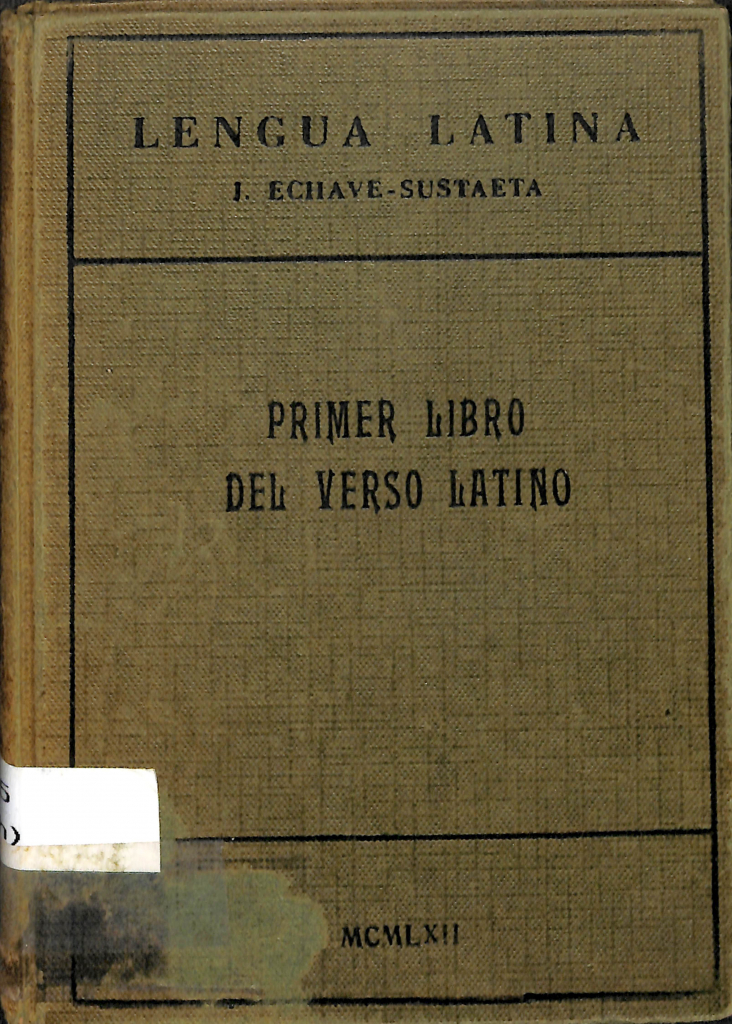 LENGUA LATINA
J. ECHAVE-SUSTAETA
PRIMER LIBRO
DEL VERSO LATINO
MCMLXII